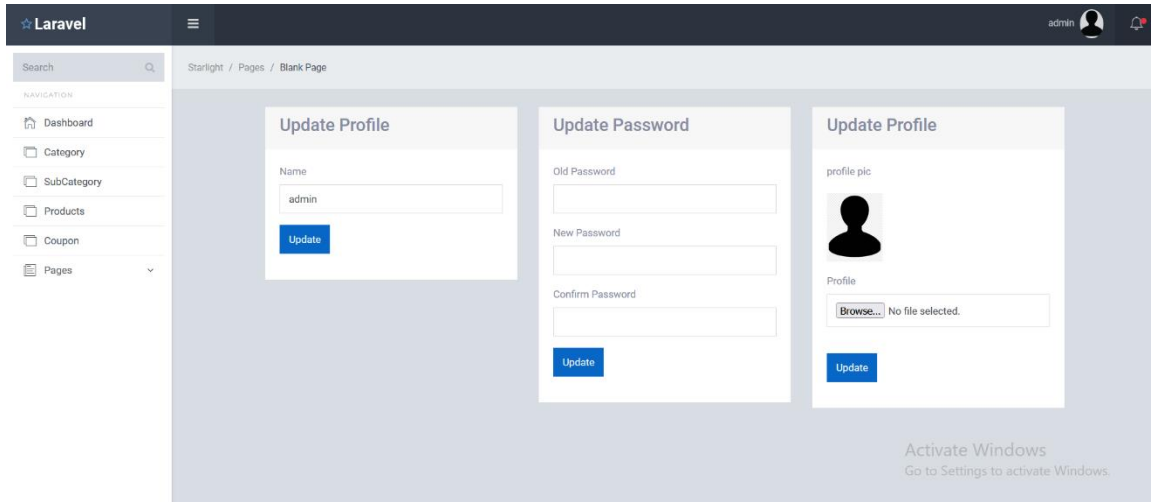 Laravel
admin
Search
NAVIGATION
Dashboard
Category
SubCategory
Products
Coupon
Pages
Starlight / Pages / Blank Page
Update Profile
Name
admin
Update
Update Password
Old Password
New Password
Confirm Password
Update
Update Profile
profile pic
Profile
Browse... No file selected.
Update
Activate Windows
Go to Settings to activate Windows.